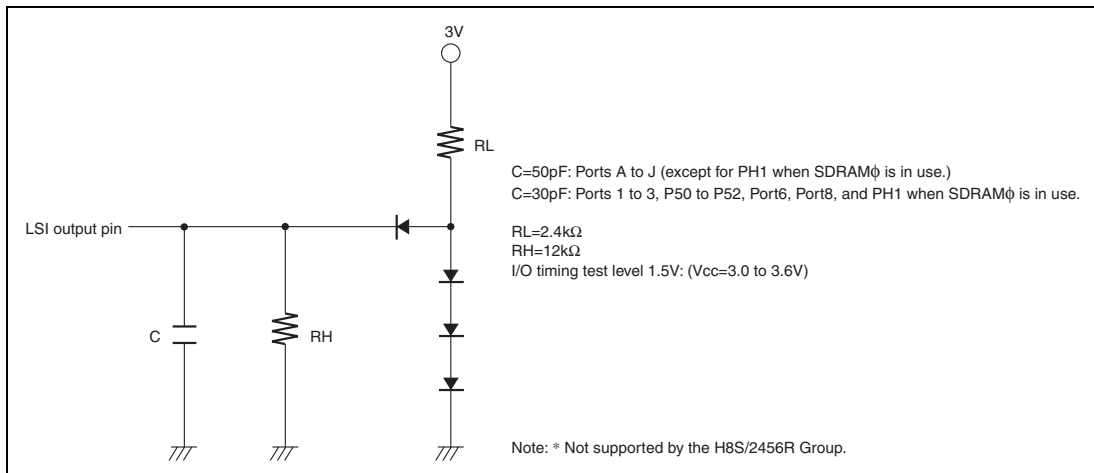 3V
RL
C=50pF: Ports A to J (except for PH1 when SDRAMϕ is in use.)
C=30pF: Ports 1 to 3, P50 to P52, Port6, Port8, and PH1 when SDRAMϕ is in use.
LSI output pin
RL=2.4kΩ
RH=12kΩ
I/O timing test level 1.5V: (Vcc=3.0 to 3.6V)
C
RH
Note: * Not supported by the H8S/2456R Group.